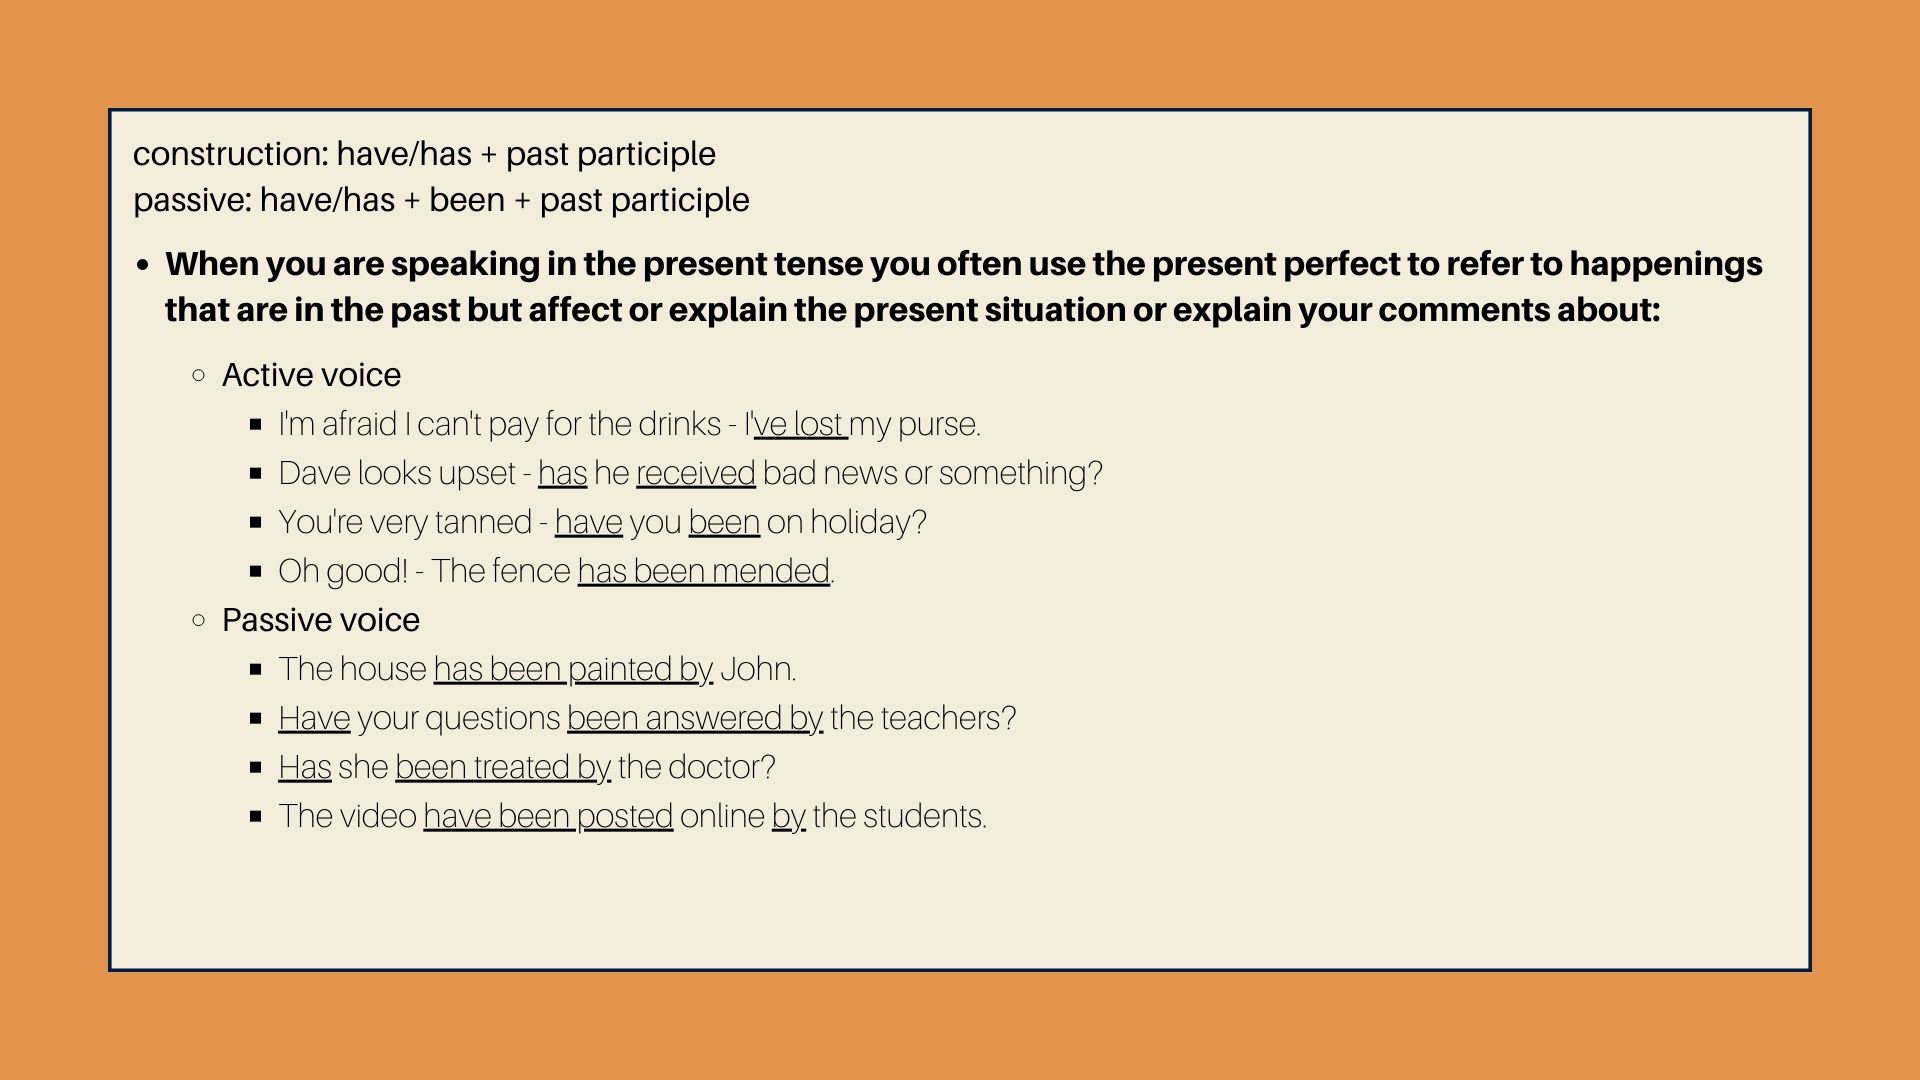 construction: have/has + past participle
passive: have/has + been + past participle
• When you are speaking in the present tense you often use the present perfect to refer to happenings
that are in the past but affect or explain the present situation or explain your comments about:
○ Active voice
▪ I'm afraid I can't pay for the drinks - I've lost my purse.
▪ Dave looks upset - has he received bad news or something?
▪ You're very tanned - have you been on holiday?
▪ Oh good! - The fence has been mended.
○ Passive voice
▪ The house has been painted by John.
▪ Have your questions been answered by the teachers?
▪ Has she been treated by the doctor?
▪ The video have been posted online by the students.